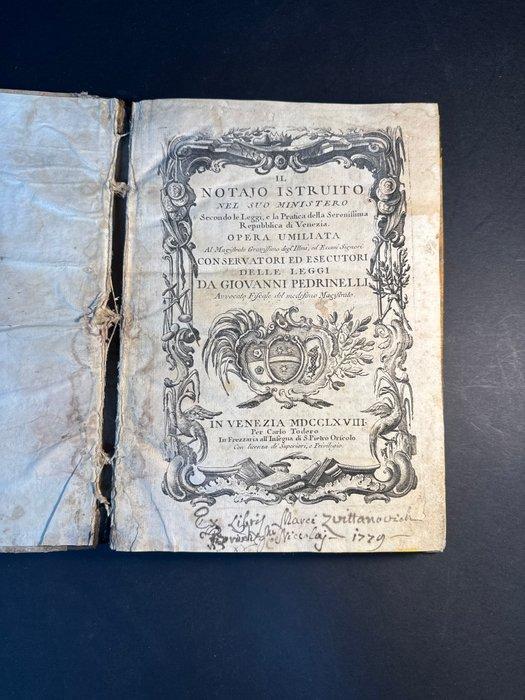 IL
NOTAJO ISTRUITO
NEL SUO MINISTERO
Secondo le Leggi, e la Pratica della Serenissima
Repubblica di Venezia.
OPERA UMILIATA
Al Magistrato Gravissimo degl' Illmi, ed Eccmi Signori
CONSERVATORI ED ESECUTORI
DELLE LEGGI
DA GIOVANNI PEDRINELLI
Avvocato Fiscale del medesimo Magistrato.
IN VENEZIA MDCCLXVIII.
Per Carlo Todero
In Frezzaria all' Insegna di S. Pietro Orseolo
Con licenza de' Superiori, e Privilegio.
Ex Libris Marci Zvittanovich
Nicolaj 1779